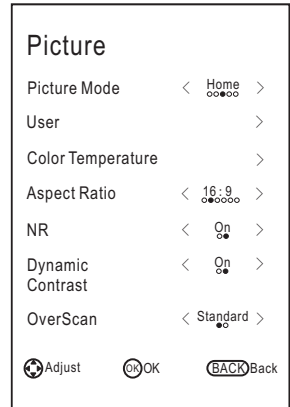 Picture
Picture Mode < Home >
User >
Color Temperature >
Aspect Ratio < 16:9 >
NR < On >
Dynamic < On >
Contrast
OverScan < Standard >
Adjust OK OK BACK Back